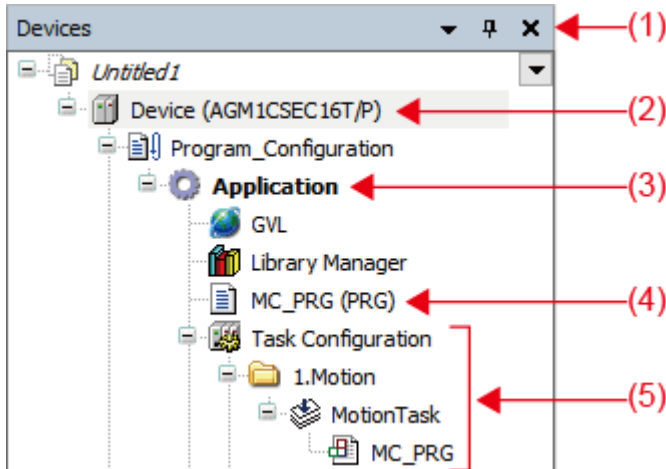 Devices (1)
Untitled1
Device (AGM1CSEC16T/P) (2)
Program_Configuration
Application (3)
GVL
Library Manager
MC_PRG (PRG) (4)
Task Configuration
1.Motion
(5)
MotionTask
MC_PRG